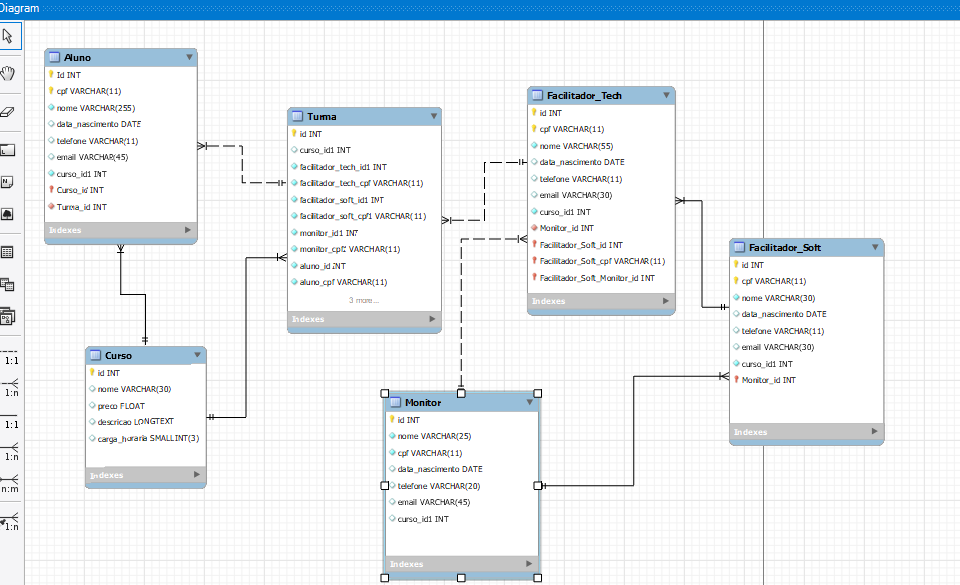 Diagram
Aluno
Id INT
cpf VARCHAR(11)
nome VARCHAR(255)
data_nascimento DATE
telefone VARCHAR(11)
email VARCHAR(45)
curso_id1 INT
Curso_id INT
Turma_id INT
Indexes
Turma
id INT
curso_id1 INT
facilitador_tech_id1 INT
facilitador_tech_cpf VARCHAR(11)
facilitador_soft_id1 INT
facilitador_soft_cpf1 VARCHAR(11)
monitor_id1 INT
monitor_cpf1 VARCHAR(11)
aluno_id INT
aluno_cpf VARCHAR(11)
3 more...
Indexes
Facilitador_Tech
id INT
cpf VARCHAR(11)
nome VARCHAR(55)
data_nascimento DATE
telefone VARCHAR(11)
email VARCHAR(30)
curso_id1 INT
Monitor_id INT
Facilitador_Soft_id INT
Facilitador_Soft_cpf VARCHAR(11)
Facilitador_Soft_Monitor_id INT
Indexes
Facilitador_Soft
id INT
cpf VARCHAR(11)
nome VARCHAR(30)
data_nascimento DATE
telefone VARCHAR(11)
email VARCHAR(30)
curso_id1 INT
Monitor_id INT
Indexes
Curso
id INT
nome VARCHAR(30)
preco FLOAT
descricao LONGTEXT
carga_horaria SMALLINT(3)
Indexes
Monitor
id INT
nome VARCHAR(25)
cpf VARCHAR(11)
data_nascimento DATE
telefone VARCHAR(20)
email VARCHAR(45)
curso_id1 INT
Indexes
1:1
1:n
1:1
1:n
n:m
1:n